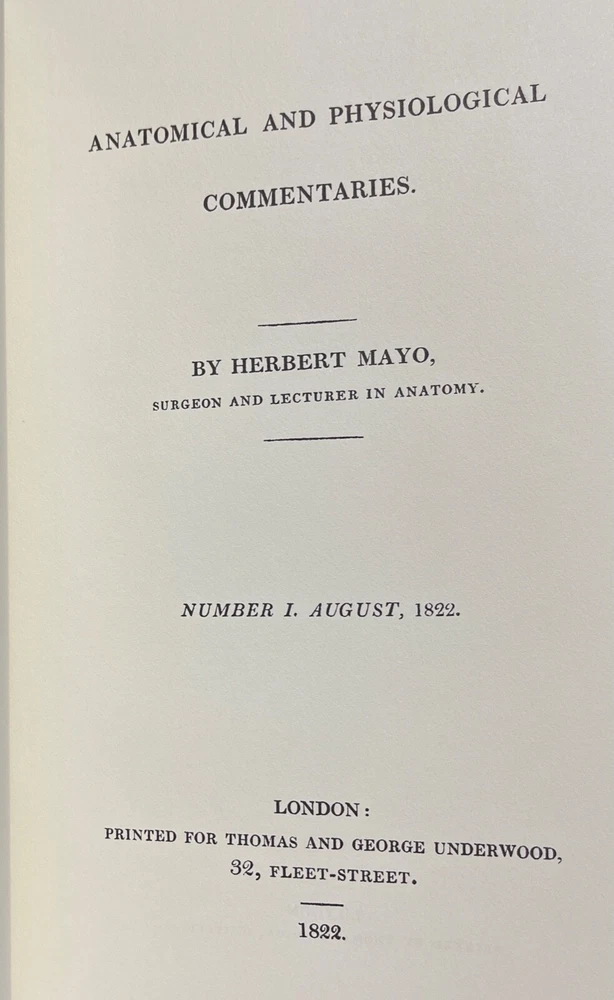 ANATOMICAL AND PHYSIOLOGICAL
COMMENTARIES.
BY HERBERT MAYO,
SURGEON AND LECTURER IN ANATOMY.
NUMBER I. AUGUST, 1822.
LONDON:
PRINTED FOR THOMAS AND GEORGE UNDERWOOD,
32, FLEET-STREET.
1822.